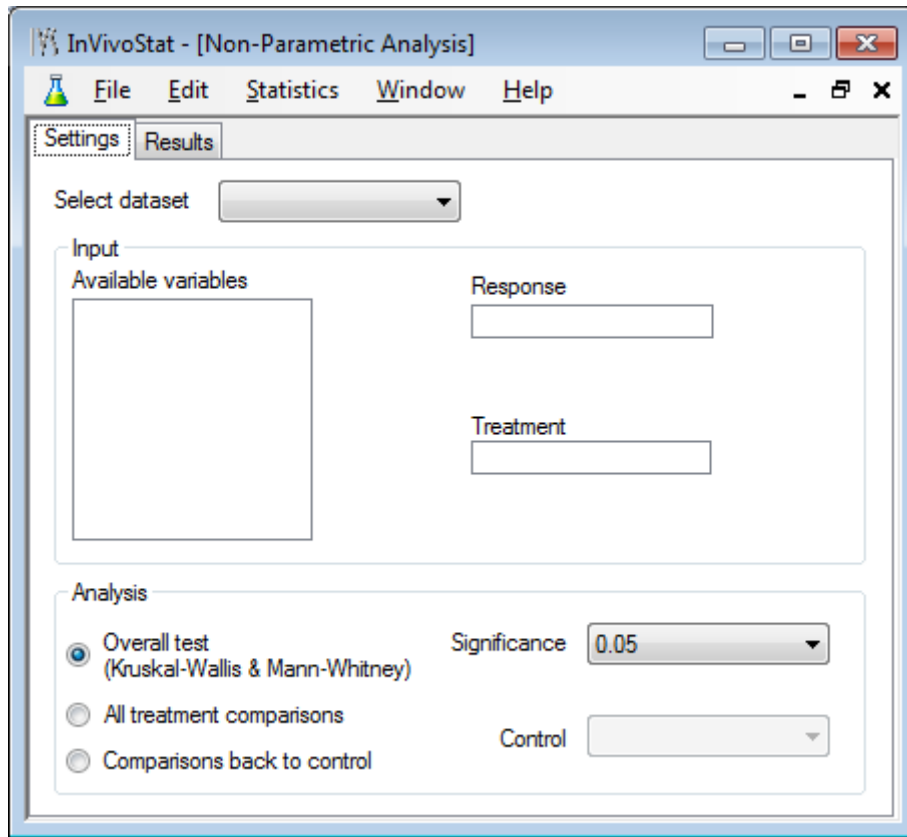 InVivoStat - [Non-Parametric Analysis]
File Edit Statistics Window Help
Settings Results
Select dataset
Input
Available variables
Response
Treatment
Analysis
Overall test
(Kruskal-Wallis & Mann-Whitney)
Significance 0.05
All treatment comparisons
Control
Comparisons back to control